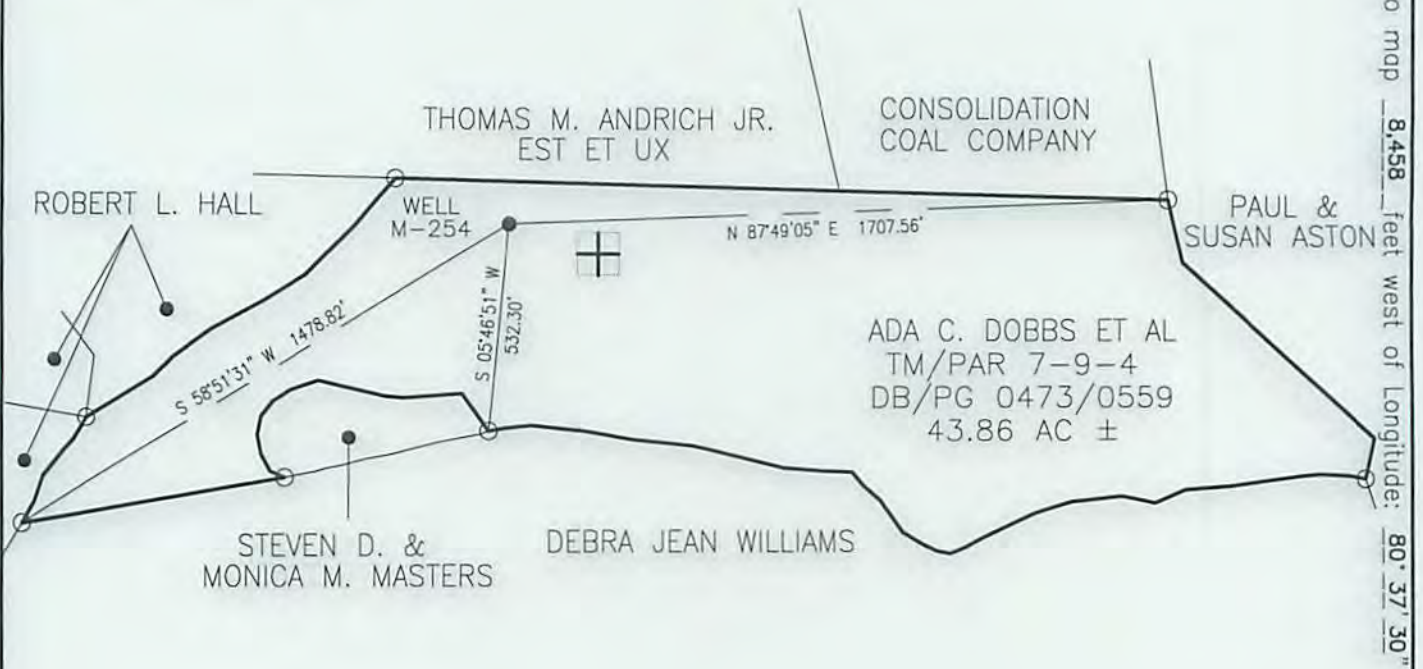 THOMAS M. ANDRICH JR.
EST ET UX
CONSOLIDATION
COAL COMPANY
ROBERT L. HALL
WELL
M-254
PAUL &
SUSAN ASTON
N 87°49'05" E 1707.56'
S 05°46'51" W
532.30'
S 58°51'31" W 1478.82'
ADA C. DOBBS ET AL
TM/PAR 7-9-4
DB/PG 0473/0559
43.86 AC ±
STEVEN D. &
MONICA M. MASTERS
DEBRA JEAN WILLIAMS
map 8,458 feet west of Longitude: 80° 37' 30"